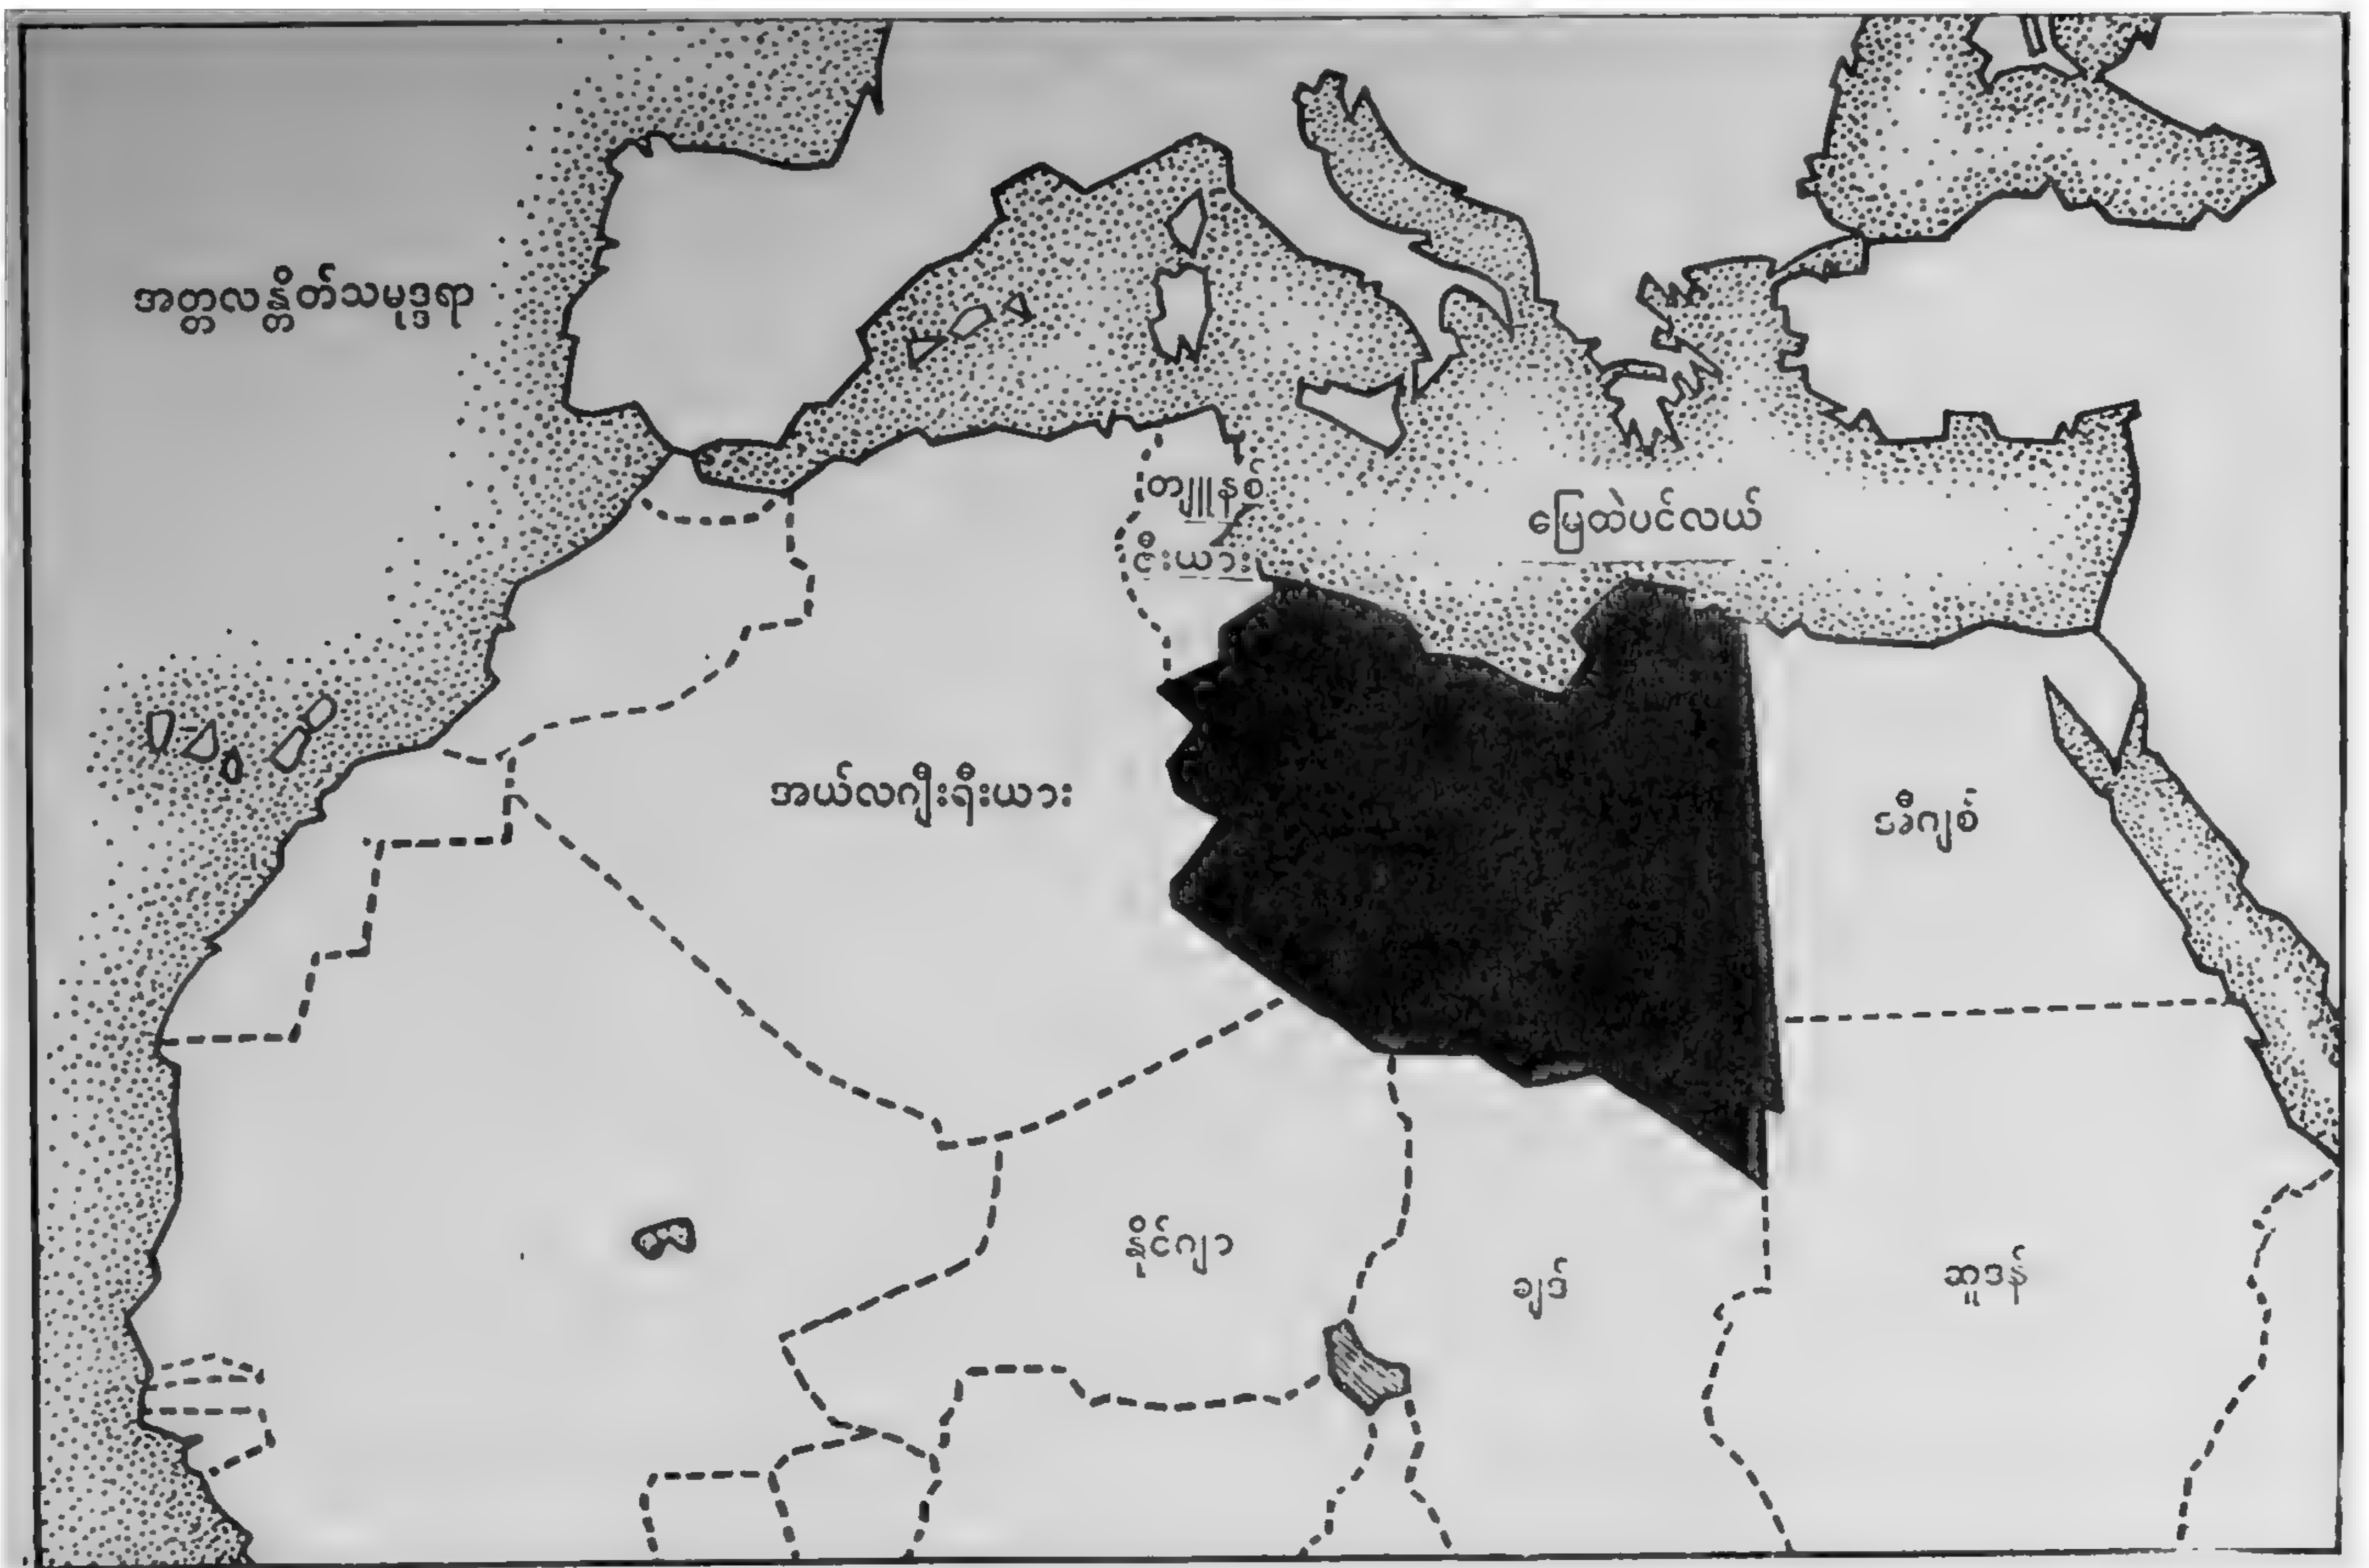 အတ္တလန္တိတ်သမုဒ္ဒရာ
တျူနစ်
ဇီးယား
မြေထဲပင်လယ်
အယ်လဂျီးရီးယား
အီဂျစ်
နိုင်ဂျာ
ချဒ်
ဆူဒန်